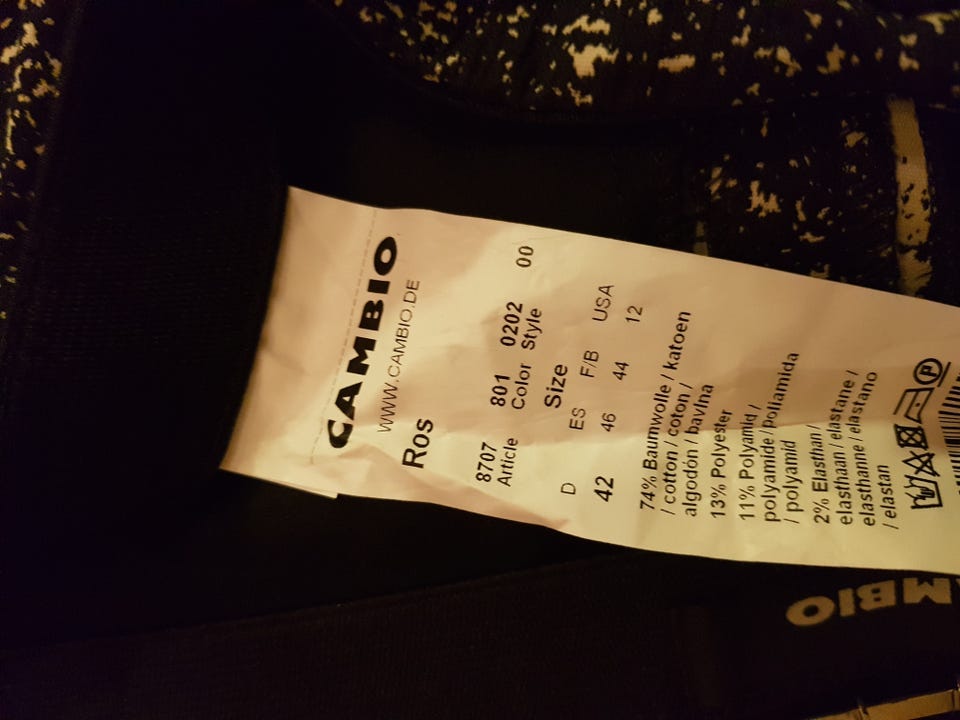 CAMBIO
WWW.CAMBIO.DE
Ros
8707 801 0202 00
Article Color Style
Size
D ES F/B USA
42 46 44 12
74% Baumwolle / katoen
/ cotton / coton /
algodón / bavlna
13% Polyester
11% Polyamid /
polyamide / poliamida
/ polyamid
2% Elasthan /
elasthaan / elastane /
elasthanne / elastano
/ elastan
P
MBIO